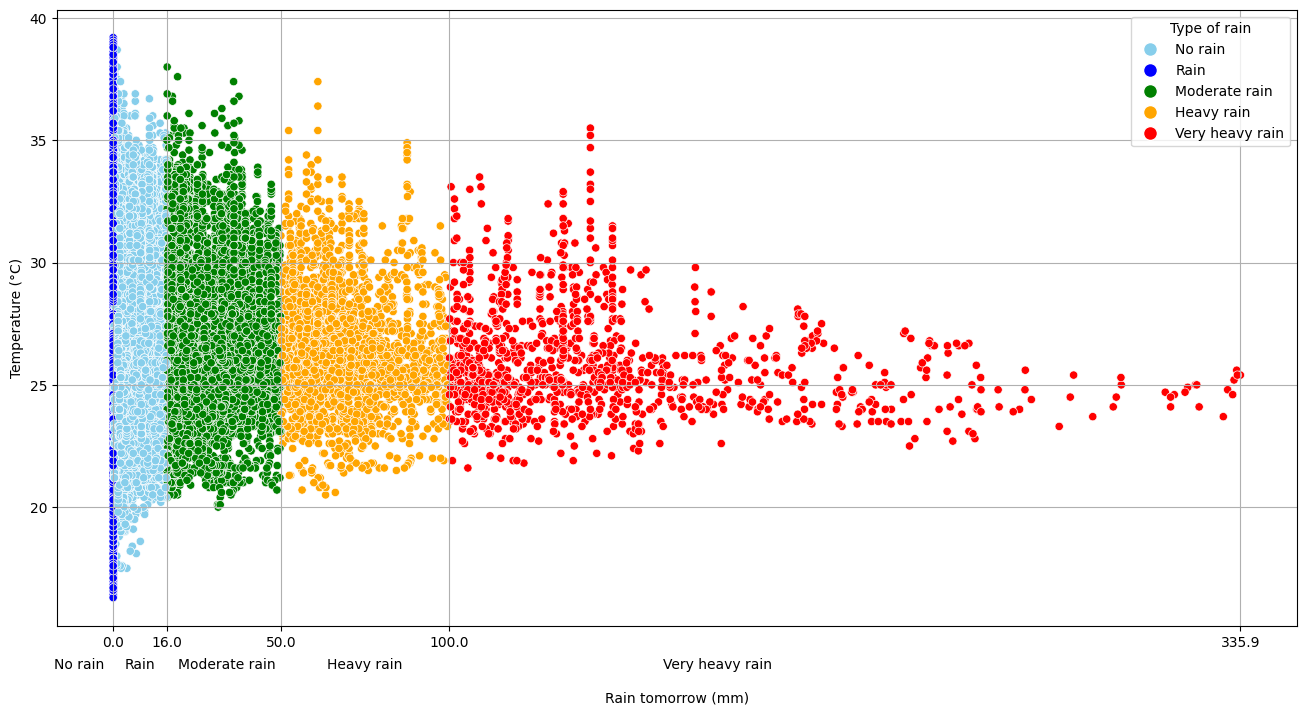 Type of rain
No rain
Rain
Moderate rain
Heavy rain
Very heavy rain
Temperature (°C)
40
35
30
25
20
0.0 16.0 50.0 100.0 335.9
No rain Rain Moderate rain Heavy rain Very heavy rain
Rain tomorrow (mm)